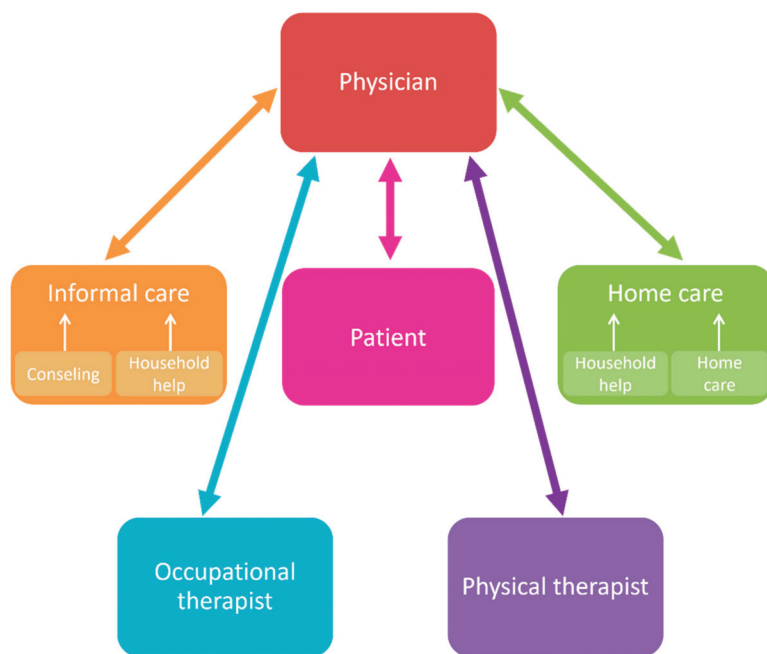 Physician
Informal care
Conseling
Household
help
Patient
Home care
Household
help
Home
care
Occupational
therapist
Physical therapist